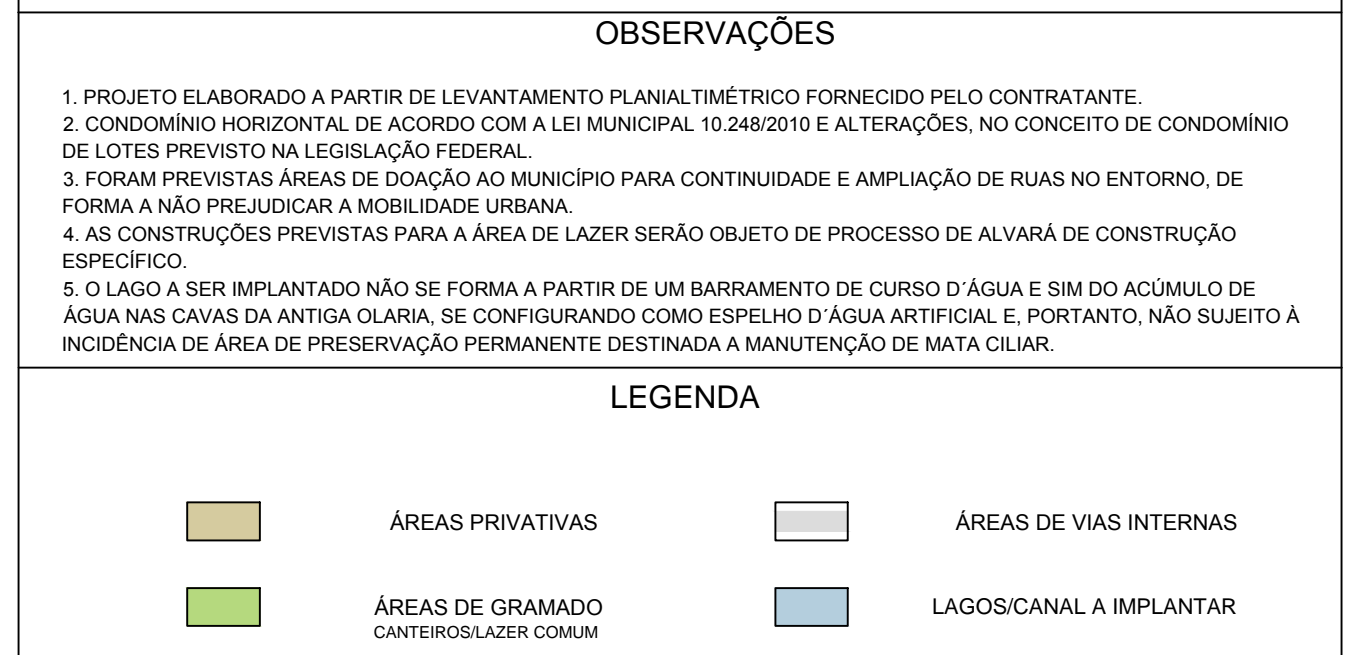 OBSERVAÇÕES
1. PROJETO ELABORADO A PARTIR DE LEVANTAMENTO PLANIALTIMÉTRICO FORNECIDO PELO CONTRATANTE.
2. CONDOMÍNIO HORIZONTAL DE ACORDO COM A LEI MUNICIPAL 10.248/2010 E ALTERAÇÕES, NO CONCEITO DE CONDOMÍNIO
DE LOTES PREVISTO NA LEGISLAÇÃO FEDERAL.
3. FORAM PREVISTAS ÁREAS DE DOAÇÃO AO MUNICÍPIO PARA CONTINUIDADE E AMPLIAÇÃO DE RUAS NO ENTORNO, DE
FORMA A NÃO PREJUDICAR A MOBILIDADE URBANA.
4. AS CONSTRUÇÕES PREVISTAS PARA A ÁREA DE LAZER SERÃO OBJETO DE PROCESSO DE ALVARÁ DE CONSTRUÇÃO
ESPECÍFICO.
5. O LAGO A SER IMPLANTADO NÃO SE FORMA A PARTIR DE UM BARRAMENTO DE CURSO D´ÁGUA E SIM DO ACÚMULO DE
ÁGUA NAS CAVAS DA ANTIGA OLARIA, SE CONFIGURANDO COMO ESPELHO D´ÁGUA ARTIFICIAL E, PORTANTO, NÃO SUJEITO À
INCIDÊNCIA DE ÁREA DE PRESERVAÇÃO PERMANENTE DESTINADA A MANUTENÇÃO DE MATA CILIAR.
LEGENDA
ÁREAS PRIVATIVAS
ÁREAS DE VIAS INTERNAS
ÁREAS DE GRAMADO
CANTEIROS/LAZER COMUM
LAGOS/CANAL A IMPLANTAR